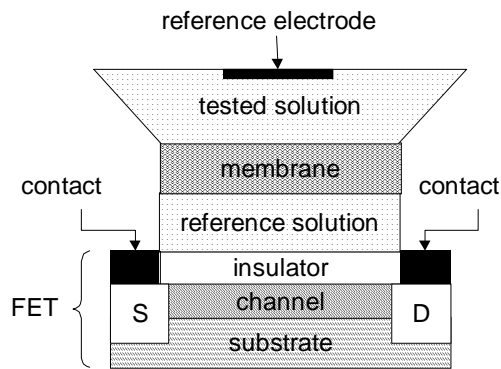 reference electrode
tested solution
membrane
contact
contact
reference solution
insulator
FET
S
channel
D
substrate